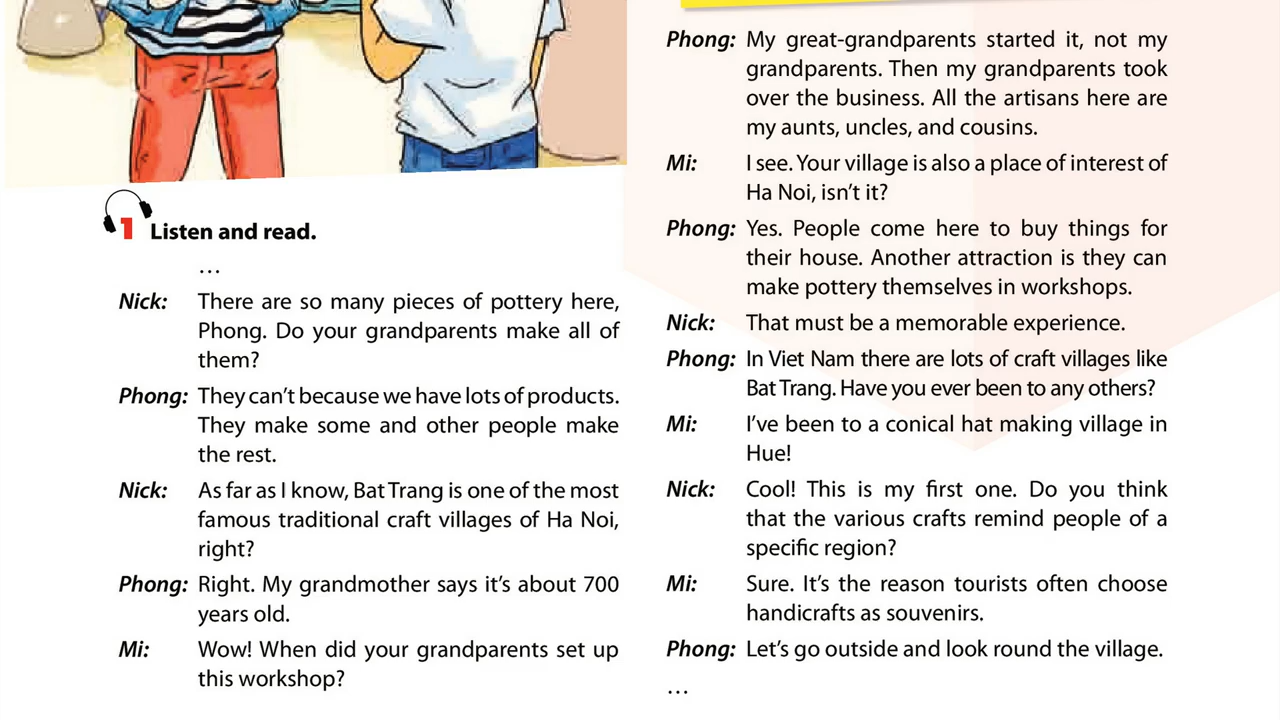 1 Listen and read.
…
Nick: There are so many pieces of pottery here,
Phong. Do your grandparents make all of
them?
Phong: They can't because we have lots of products.
They make some and other people make
the rest.
Nick: As far as I know, Bat Trang is one of the most
famous traditional craft villages of Ha Noi,
right?
Phong: Right. My grandmother says it's about 700
years old.
Mi: Wow! When did your grandparents set up
this workshop?
Phong: My great-grandparents started it, not my
grandparents. Then my grandparents took
over the business. All the artisans here are
my aunts, uncles, and cousins.
Mi: I see. Your village is also a place of interest of
Ha Noi, isn't it?
Phong: Yes. People come here to buy things for
their house. Another attraction is they can
make pottery themselves in workshops.
Nick: That must be a memorable experience.
Phong: In Viet Nam there are lots of craft villages like
Bat Trang. Have you ever been to any others?
Mi: I've been to a conical hat making village in
Hue!
Nick: Cool! This is my first one. Do you think
that the various crafts remind people of a
specific region?
Mi: Sure. It's the reason tourists often choose
handicrafts as souvenirs.
Phong: Let's go outside and look round the village.
…